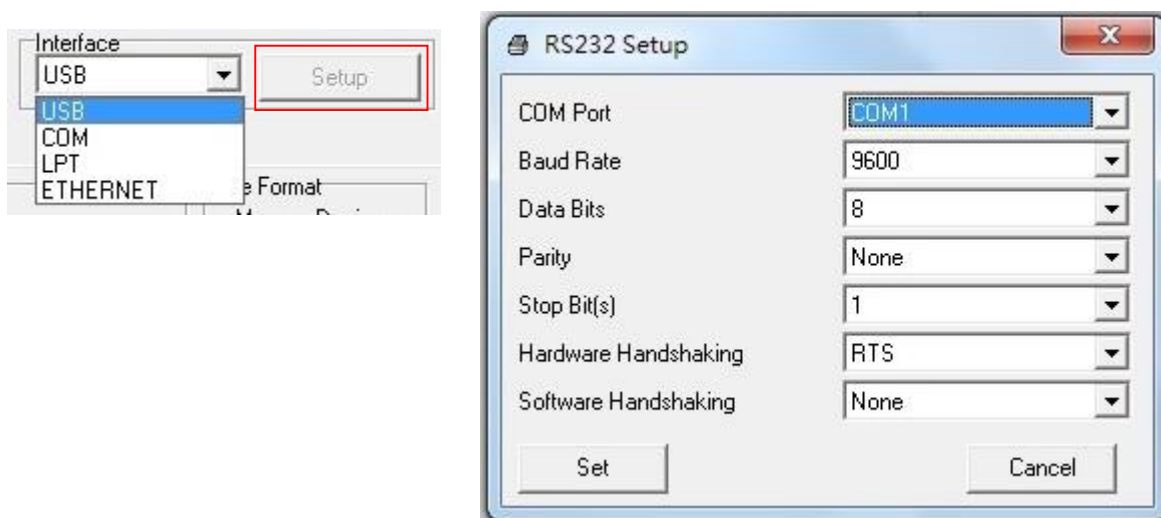 Interface
USB
Setup
USB
COM
LPT
ETHERNET
Format
RS232 Setup
COM Port COM1
Baud Rate 9600
Data Bits 8
Parity None
Stop Bit(s) 1
Hardware Handshaking RTS
Software Handshaking None
Set Cancel